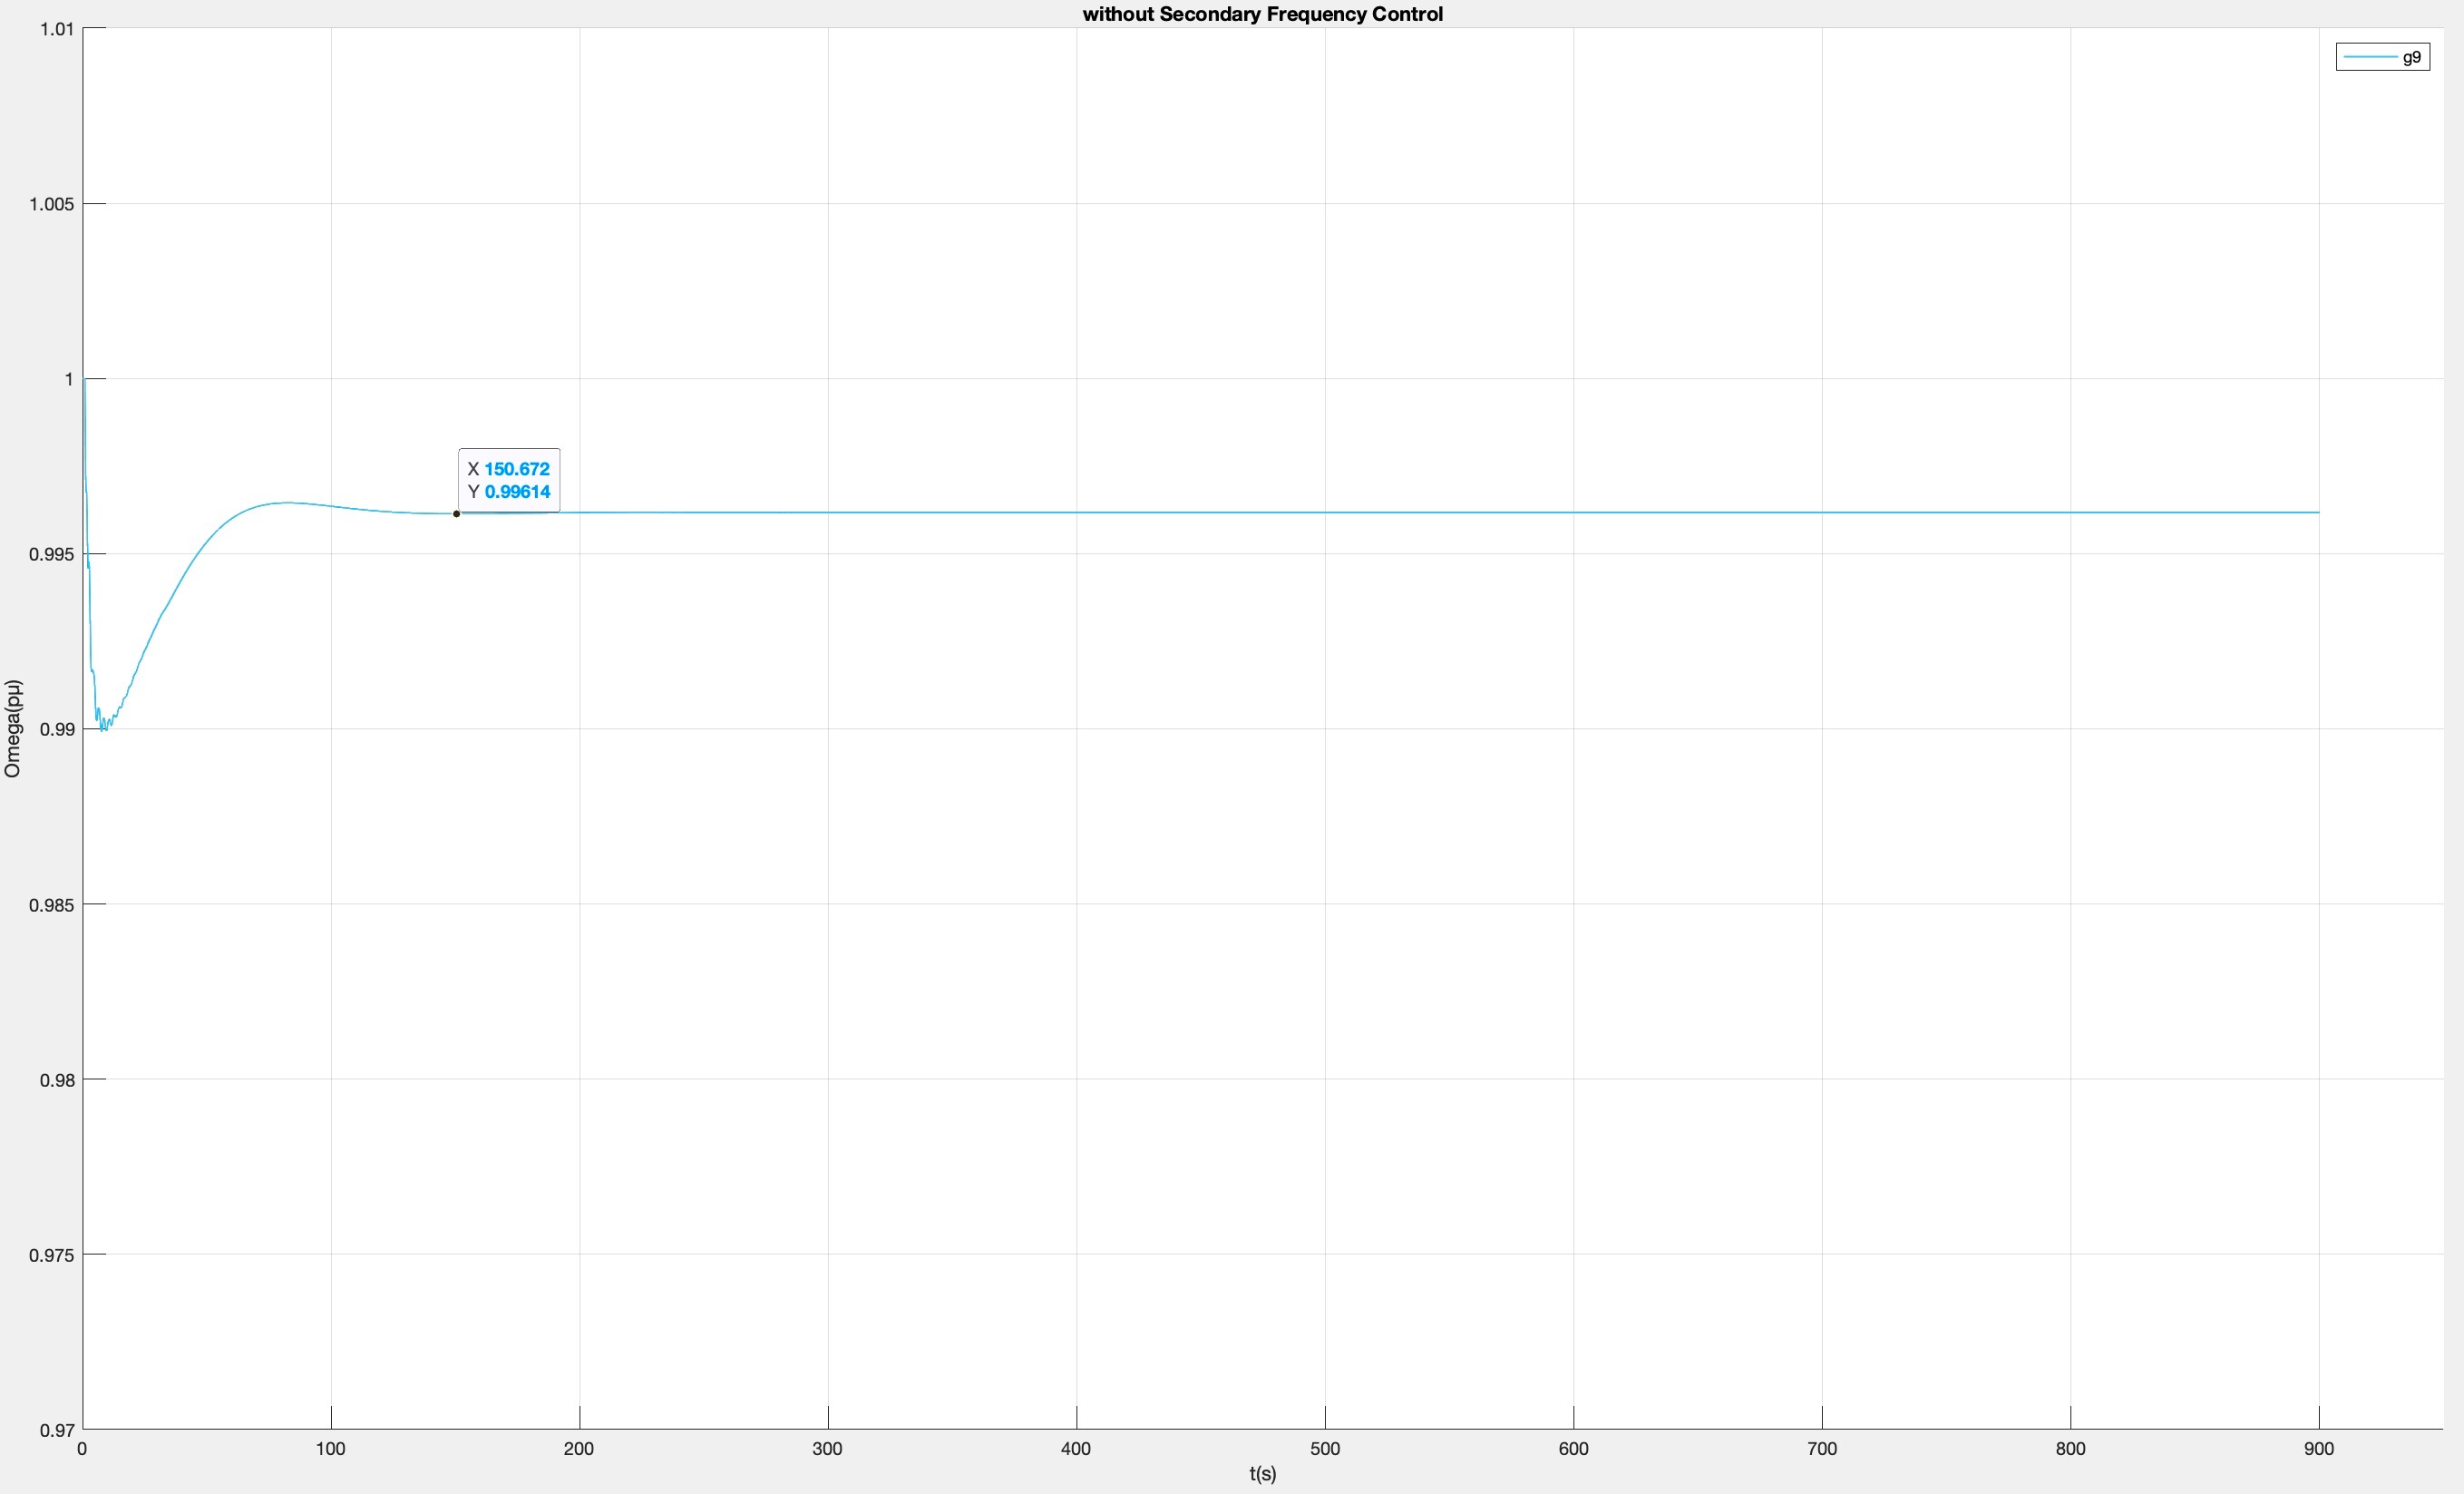 without Secondary Frequency Control
g9
1.01
1.005
1
0.995
0.99
0.985
0.98
0.975
0.97
Omega(pμ)
X 150.672
Y 0.99614
0 100 200 300 400 500 600 700 800 900
t(s)